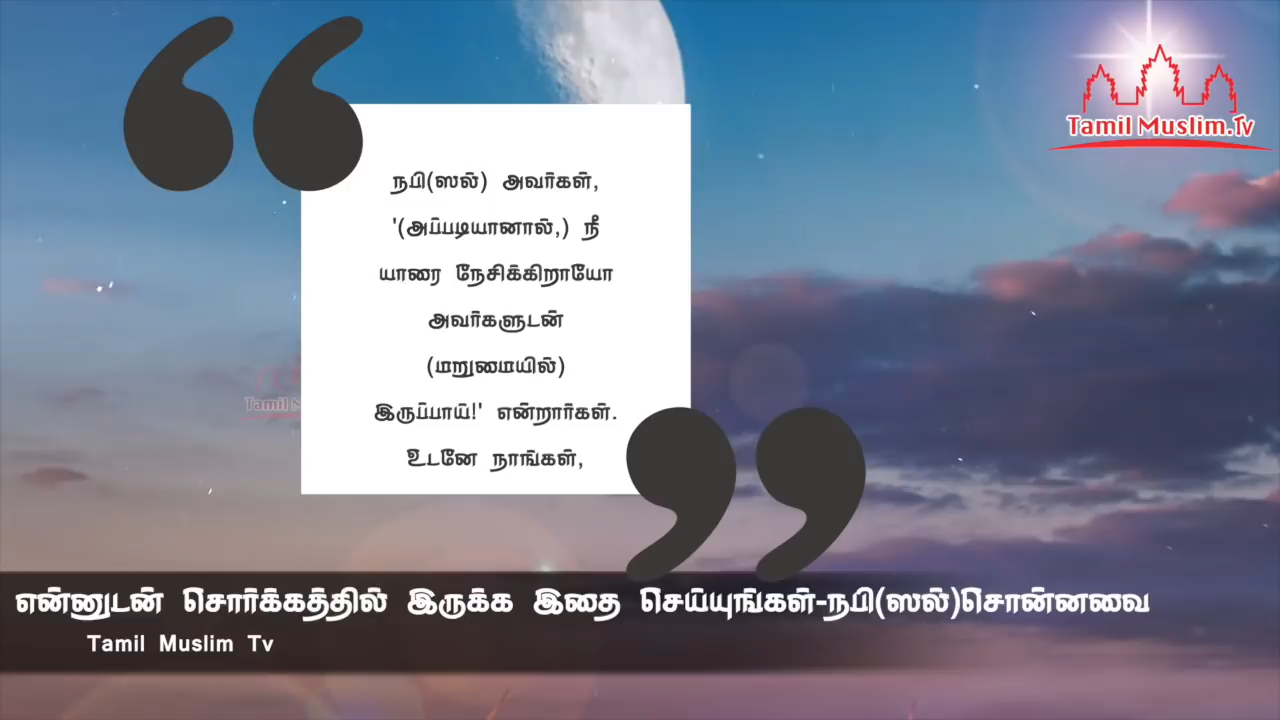 Tamil Muslim.Tv
நபி(ஸல்) அவர்கள்,
'(அப்படியானால்,) நீ
யாரை நேசிக்கிறாயோ
அவர்களுடன்
(மறுமையில்)
இருப்பாய்!' என்றார்கள்.
உடனே நாங்கள்,
என்னுடன் சொர்க்கத்தில் இருக்க இதை செய்யுங்கள்-நபி(ஸல்)சொன்னவை
Tamil Muslim Tv